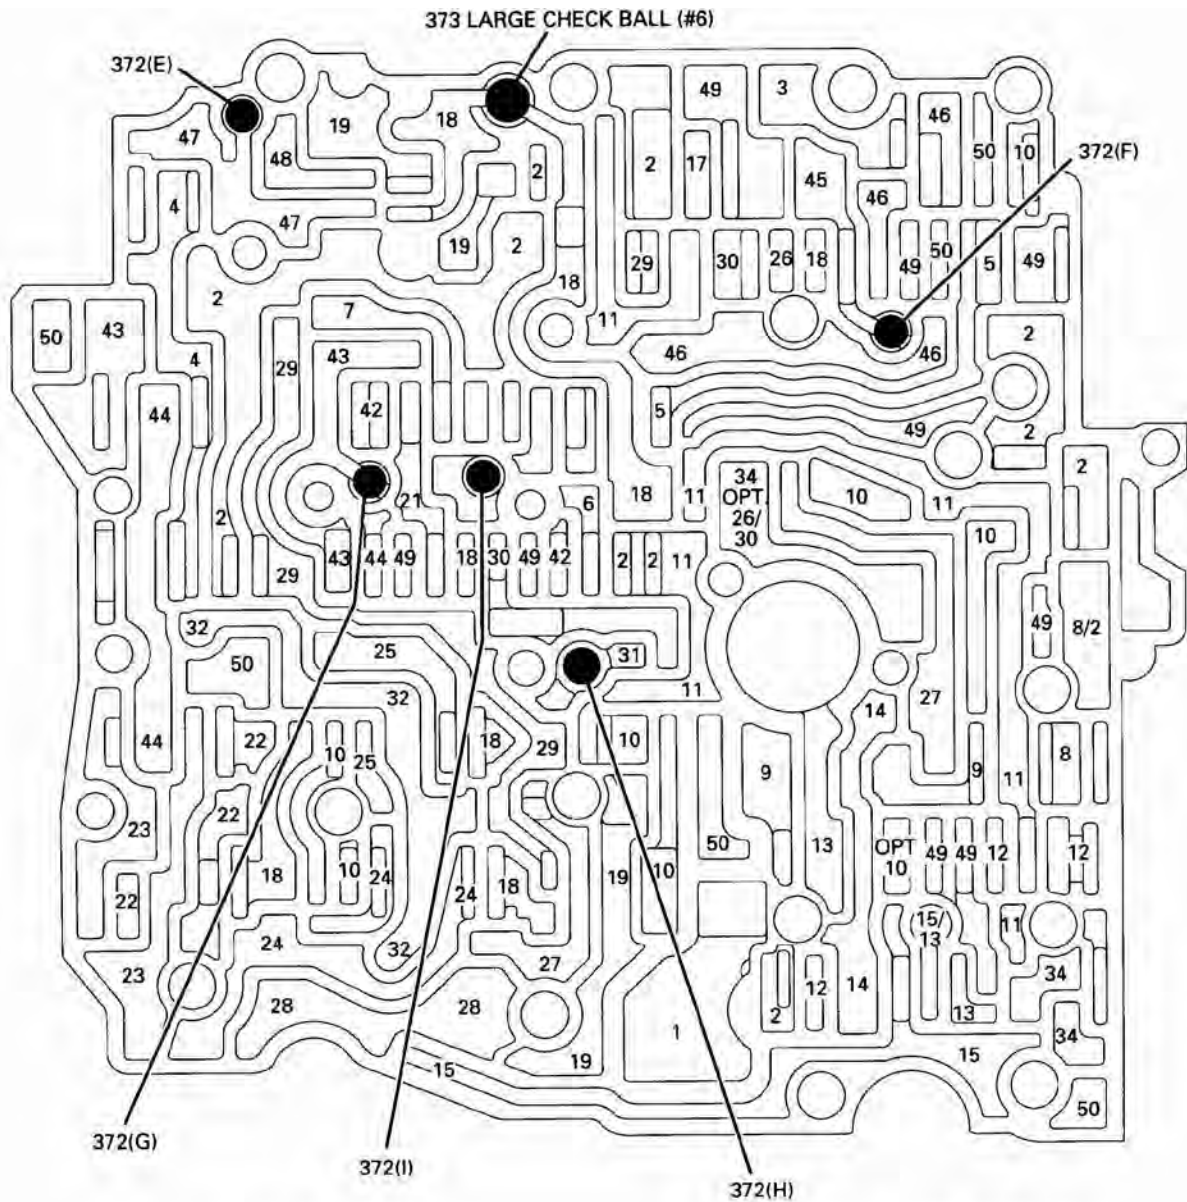 373 LARGE CHECK BALL (#6)
372(E)
49 3
46
47 19 18
50 10
372(F)
48
2 2 17
4 45 46
47
19 2
49 50 5 49
29 30 26 18
18
2
7 11
50 43
2
43 46 46
4
29
44 42 5
49
2
2
34
OPT.
26/
30
10
21 6 18 11 11
2
10
43 44 49 18 30 49 42 2 2 11
29
49
8/2
32
25
50 31
11
32 27
14
44 22 10 25 18 29 10
9 9 11 8
22
23
50 13
OPT
10
49 49 12 12
18 10 24 24 18 19 10
22
15/
13
11
24 32
27
23 34
28 28 2 12 14 13
1 34
19 15
15
50
372(G)
372(I)
372(H)